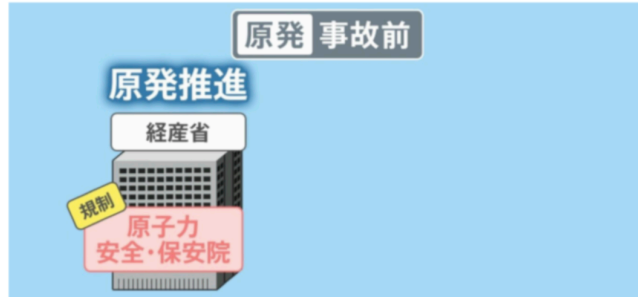 原発 事故前
原発推進
経産省
規制
原子力
安全・保安院